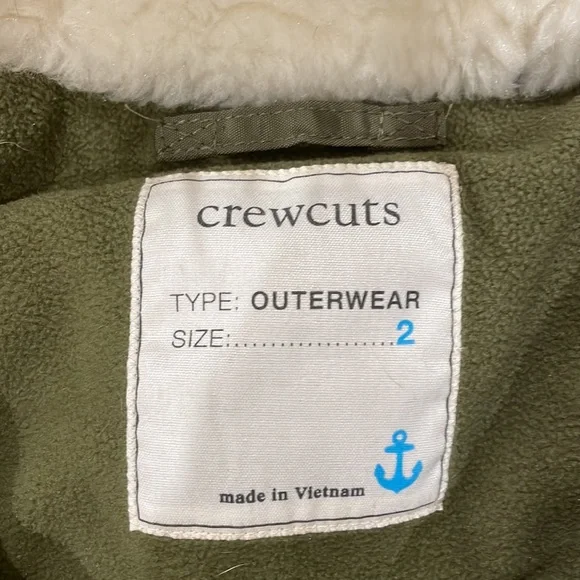 crewcuts
TYPE: OUTERWEAR
SIZE:...................2
made in Vietnam